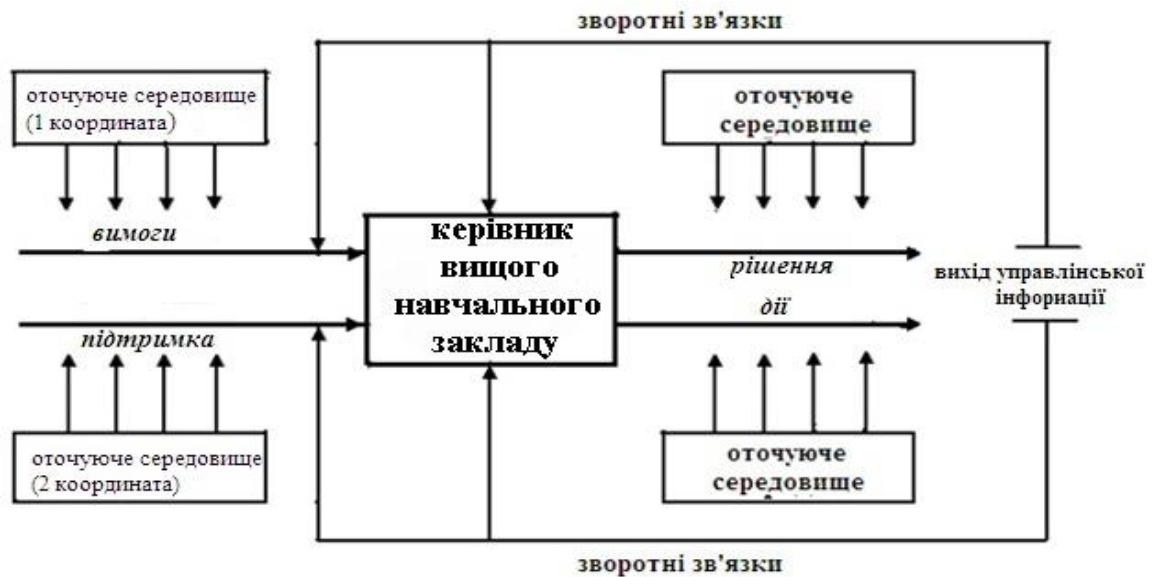 зворотні зв'язки
оточуюче середовище
(1 координата)
оточуюче
середовище
вимоги
керівник
вищого
навчального
закладу
рішення
вихід управлінської
інфориації
підтримка
дії
оточуюче середовище
(2 координата)
оточуюче
середовище
зворотні зв'язки